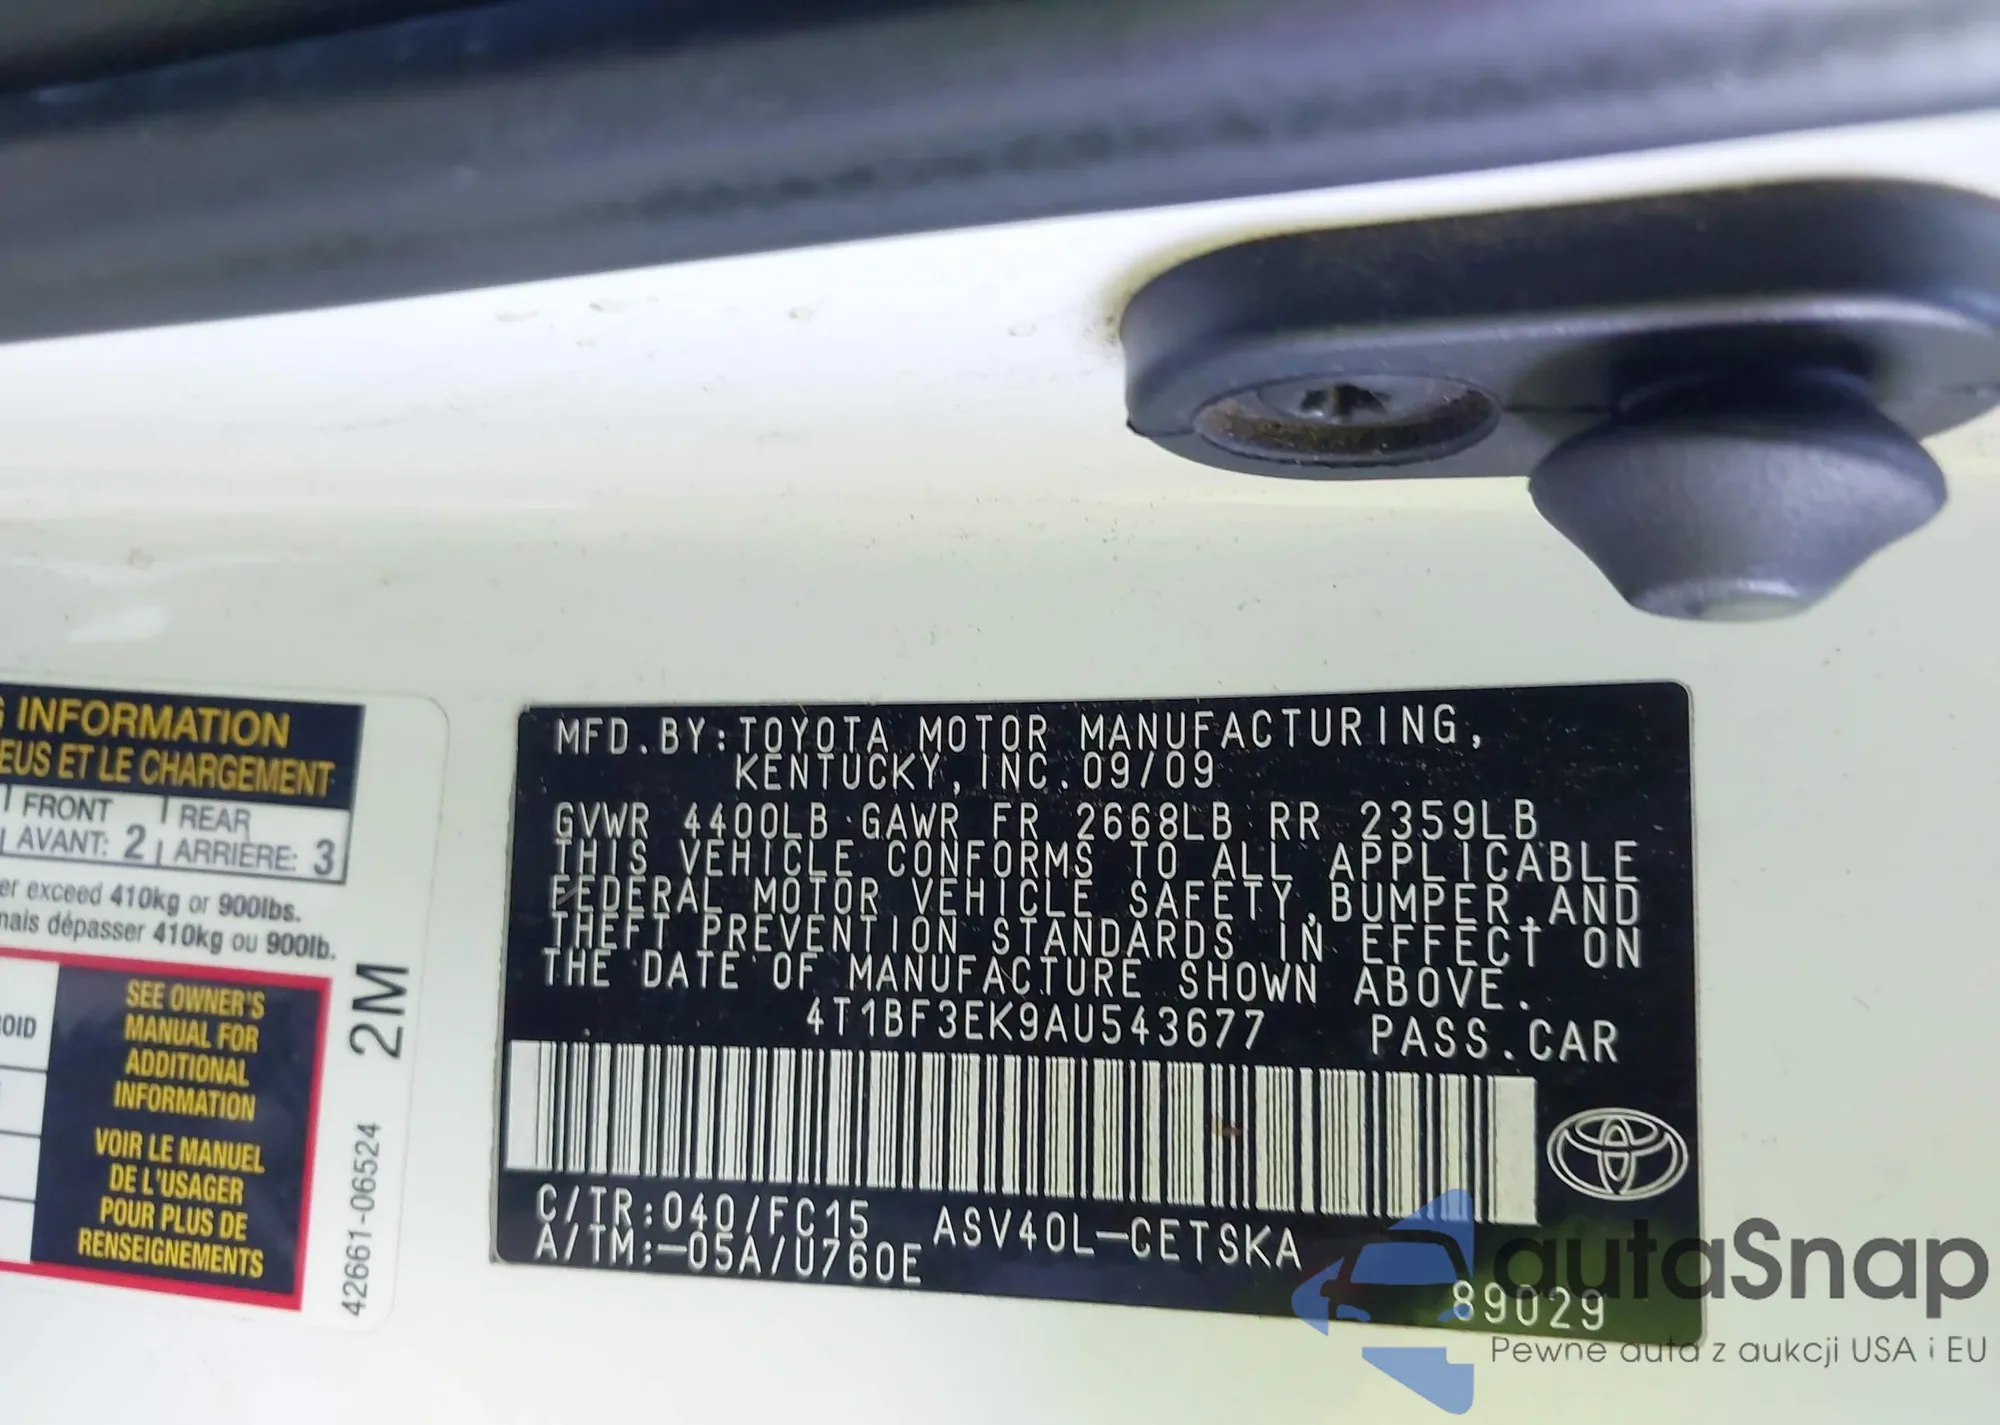 INFORMATION
EUS ET LE CHARGEMENT
FRONT
AVANT: 2
REAR
ARRIÈRE: 3
exceed 410kg or 900lbs.
dépasser 410kg ou 900lb.
SEE OWNER'S
MANUAL FOR
ADDITIONAL
INFORMATION
VOIR LE MANUEL
DE L'USAGER
POUR PLUS DE
RENSEIGNEMENTS
2M
42661-06524
MFD.BY:TOYOTA MOTOR MANUFACTURING,
KENTUCKY,INC.09/09
GVWR 4400LB GAWR FR 2668LB RR 2359LB
THIS VEHICLE CONFORMS TO ALL APPLICABLE
FEDERAL MOTOR VEHICLE SAFETY,BUMPER,AND
THEFT PREVENTION STANDARDS IN EFFECT ON
THE DATE OF MANUFACTURE SHOWN ABOVE.
4T1BF3EK9AU543677 PASS.CAR
C/TR:040/FC15 ASV40L-CETSKA
A/TM:-05A/U760E
89029
autaSnap
Pewne auta z aukcji USA i EU